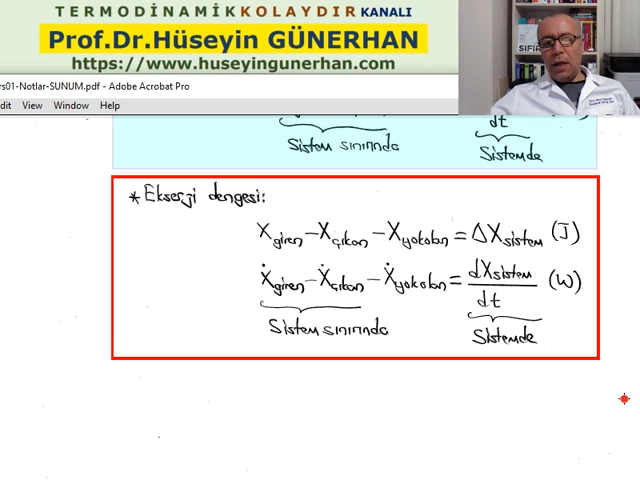 TERMODİNAMİKKOLAYDIR KANALI
Prof.Dr.Hüseyin GÜNERHAN
https://www.huseyingunerhan.com
rs01-Notlar-SUNUM.pdf - Adobe Acrobat Pro
dit View Window Help
dt
Sistem sınırında Sistemde
* Ekserji dengesi:
Xgiren - Xçıkan - Xyokolan = ΔXsistem (J)
Ẋgiren - Ẋçıkan - Ẋyokolan = dXsistem/dt (W)
Sistem sınırında Sistemde
SIFIR